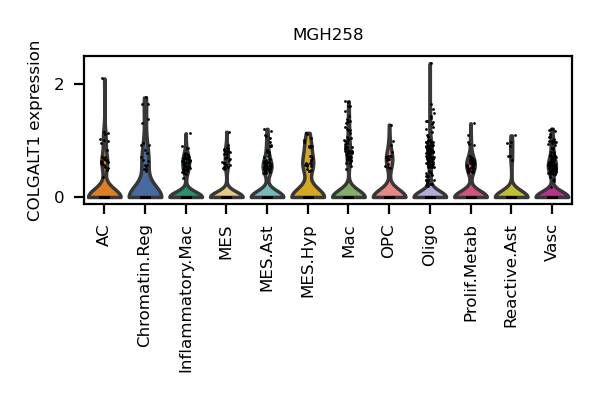 MGH258
COLGALT1 expression
2
0
AC
Chromatin.Reg
Inflammatory.Mac
MES
MES.Ast
MES.Hyp
Mac
OPC
Oligo
Prolif.Metab
Reactive.Ast
Vasc